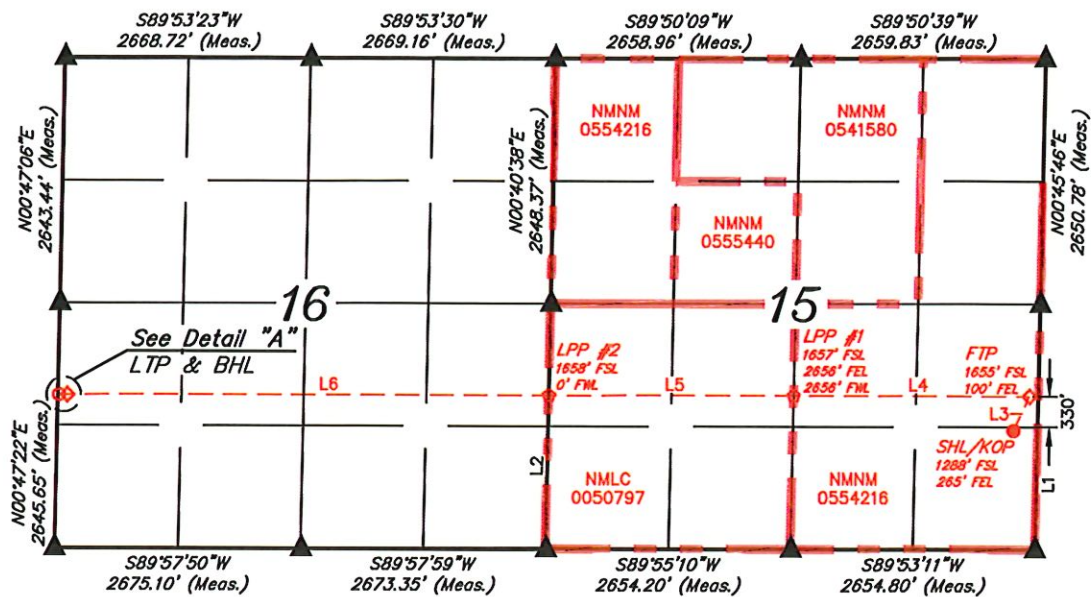 S89°53'23"W
2668.72' (Meas.)
S89°53'30"W
2669.16' (Meas.)
S89°50'09"W
2658.96' (Meas.)
S89°50'39"W
2659.83' (Meas.)
N00°47'06"E
2643.44' (Meas.)
N00°40'38"E
2648.37' (Meas.)
NMNM
0554216
NMNM
0541580
N00°45'46"E
2650.78' (Meas.)
NMNM
0555440
16
15
See Detail "A"
LTP & BHL
LPP #2
1658' FSL
0' FWL
LPP #1
1657' FSL
2656' FEL
2656' FWL
FTP
1655' FSL
100' FEL
L6
L5
L4
L3
330'
SHL/KOP
1288' FSL
265' FEL
L1
N00°47'22"E
2645.65' (Meas.)
L2
NMLC
0050797
NMNM
0554216
S89°57'50"W
2675.10' (Meas.)
S89°57'59"W
2673.35' (Meas.)
S89°55'10"W
2654.20' (Meas.)
S89°53'11"W
2654.80' (Meas.)